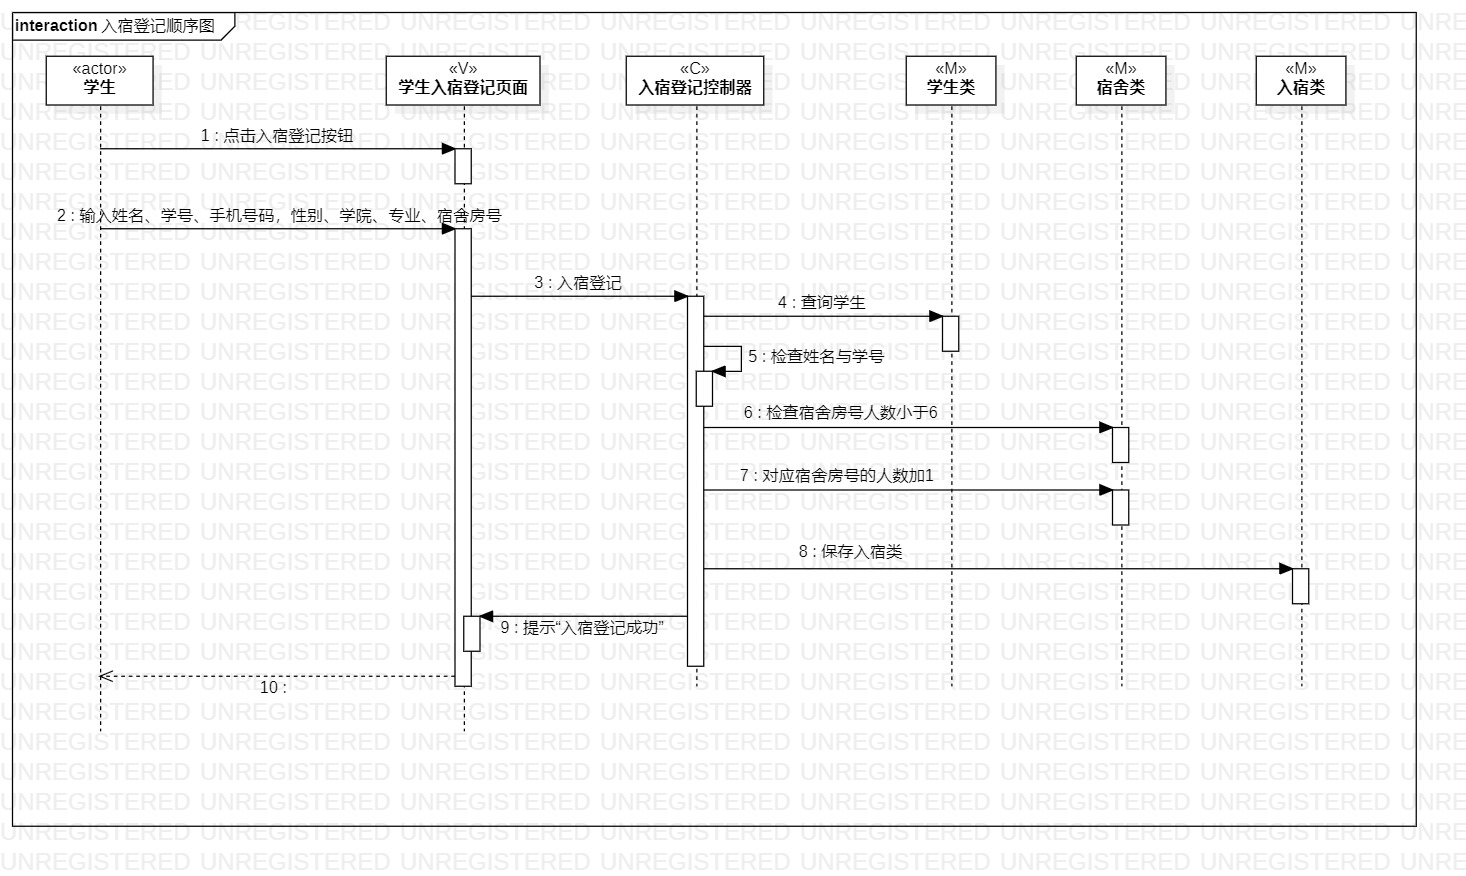 interaction 入宿登记顺序图
«actor»
学生
«V»
学生入宿登记页面
«C»
入宿登记控制器
«M»
学生类
«M»
宿舍类
«M»
入宿类
1 : 点击入宿登记按钮
2 : 输入姓名、学号、手机号码，性别、学院、专业、宿舍房号
3 : 入宿登记
4 : 查询学生
5 : 检查姓名与学号
6 : 检查宿舍房号人数小于6
7 : 对应宿舍房号的人数加1
8 : 保存入宿类
9 : 提示“入宿登记成功”
10 :
UNREGISTERED